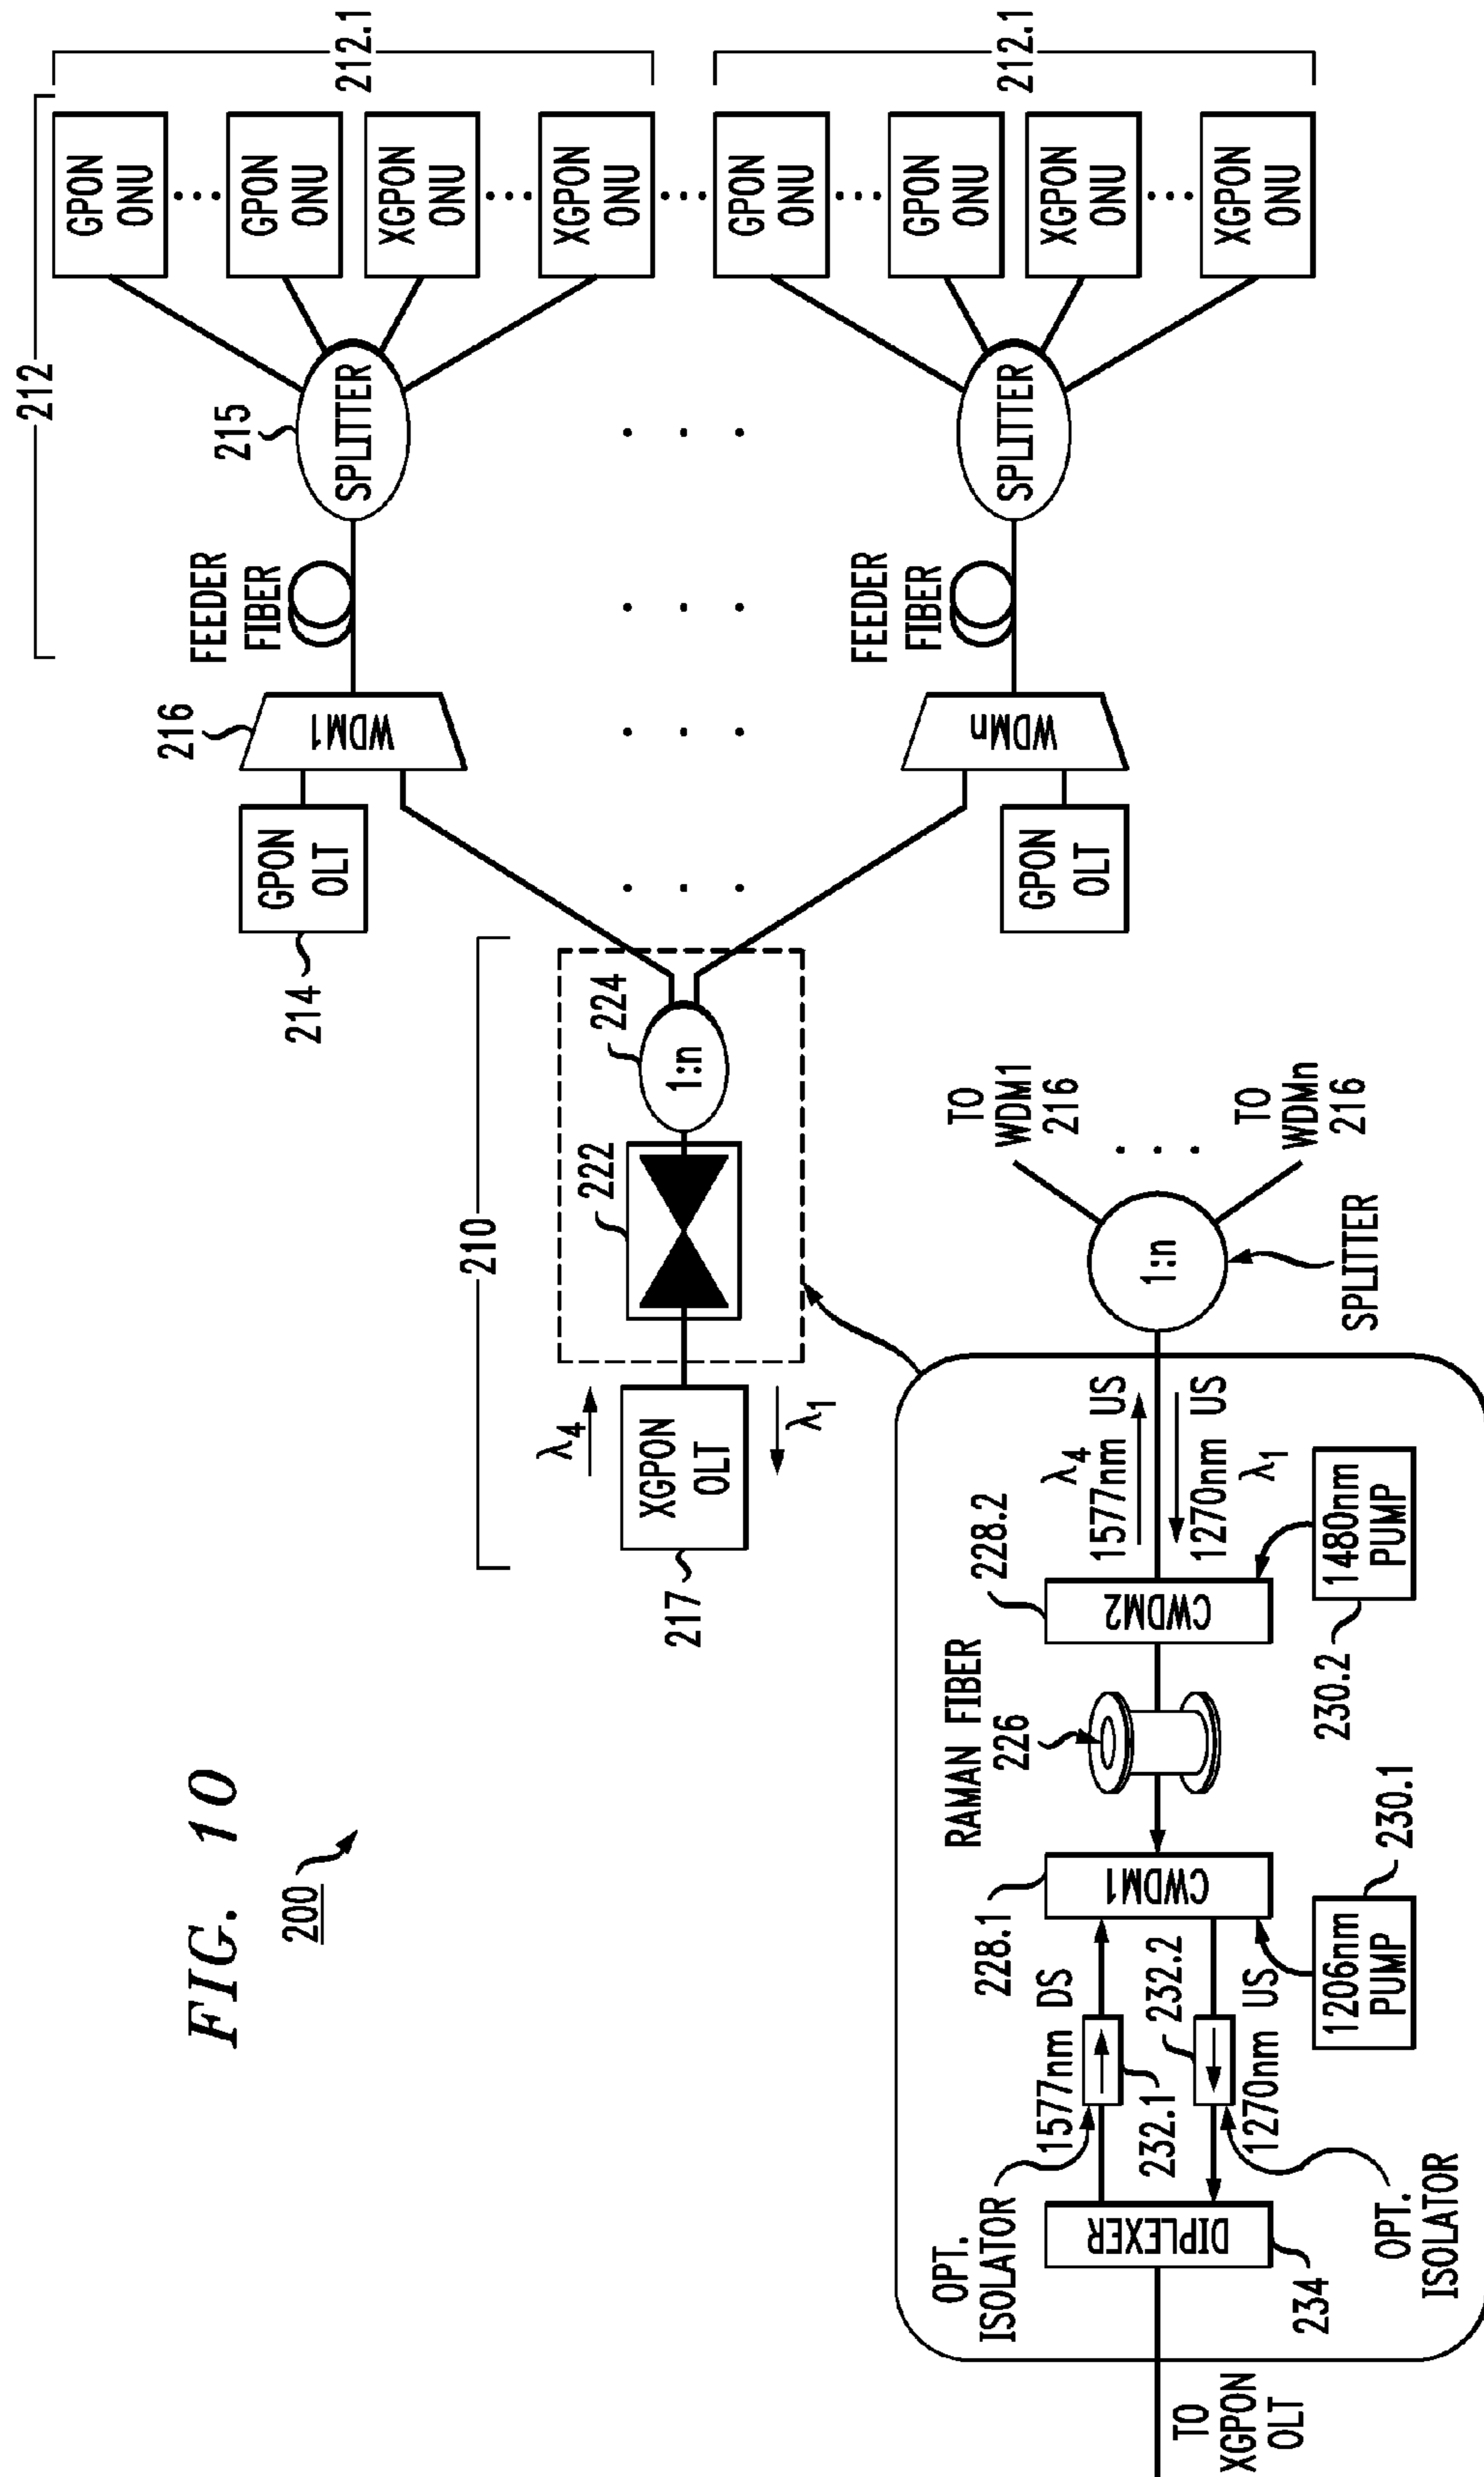 FIG. 10
200
212
212.1
212.1
GPON
ONU
GPON
ONU
XGPON
ONU
XGPON
ONU
GPON
ONU
GPON
ONU
XGPON
ONU
XGPON
ONU
215
SPLITTER
SPLITTER
FEEDER
FIBER
FEEDER
FIBER
216
WDM1
WDMn
GPON
OLT
214
GPON
OLT
210
224
1:n
222
λ4
XGPON
OLT
λ1
217
TO
WDM1
216
TO
WDMn
216
1:n
SPLITTER
λ4
1577nm US
1270nm US
λ1
228.2
CWDM2
1480nm
PUMP
230.2
RAMAN FIBER
226
228.1
CWDM1
230.1
1206nm
PUMP
1577nm DS
232.1
232.2
1270nm US
OPT.
ISOLATOR
OPT.
ISOLATOR
DIPLEXER
234
TO
XGPON
OLT